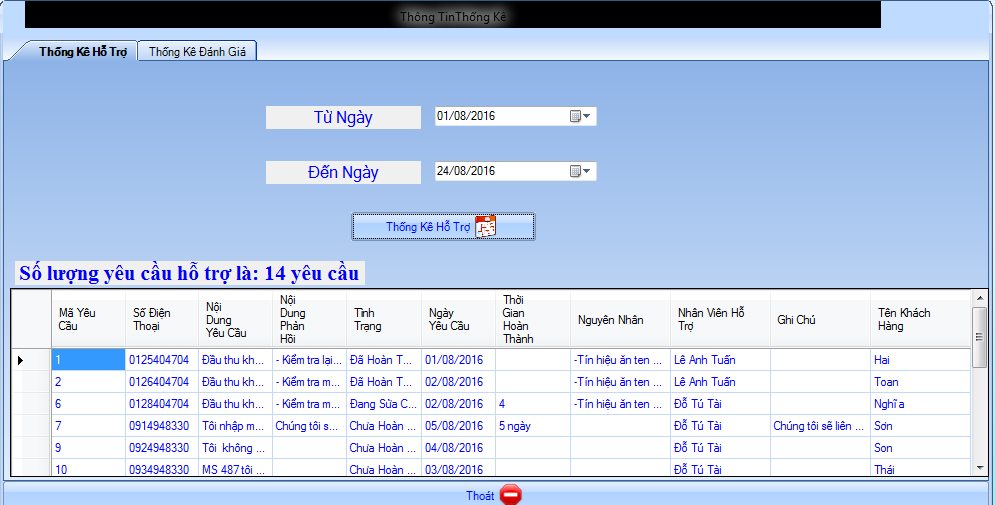 Thông TinThống Kê
Thống Kê Hỗ Trợ Thống Kê Đánh Giá
Từ Ngày 01/08/2016
Đến Ngày 24/08/2016
Thống Kê Hỗ Trợ
Số lượng yêu cầu hỗ trợ là: 14 yêu cầu
Mã Yêu Cầu Số Điện Thoại Nội Dung Yêu Cầu Nội Dung Phản Hồi Tình Trạng Ngày Yêu Cầu Thời Gian Hoàn Thành Nguyên Nhân Nhân Viên Hỗ Trợ Ghi Chú Tên Khách Hàng
1 0125404704 Đầu thu kh... - Kiểm tra lại... Đã Hoàn T... 01/08/2016 -Tín hiệu ăn ten ... Lê Anh Tuấn Hai
2 0126404704 Đầu thu kh... - Kiểm tra m... Đã Hoàn T... 02/08/2016 -Tín hiệu ăn ten ... Lê Anh Tuấn Toan
6 0128404704 Đầu thu kh... - Kiểm tra m... Đang Sửa C... 02/08/2016 4 -Tín hiệu ăn ten ... Đỗ Tú Tài Nghĩa
7 0914948330 Tôi nhập m... Chúng tôi s... Chưa Hoàn ... 05/08/2016 5 ngày Đỗ Tú Tài Chúng tôi sẽ liên ... Sơn
9 0924948330 Tôi không ... Chưa Hoàn ... 04/08/2016 Đỗ Tú Tài Son
10 0934948330 MS 487 tôi ... Chưa Hoàn ... 03/08/2016 Đỗ Tú Tài Thái
Thoát